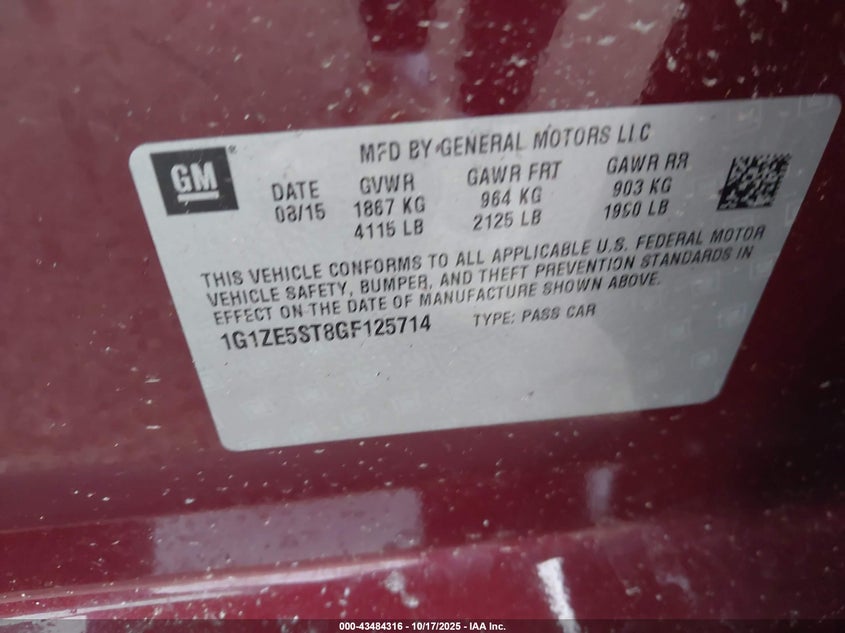 GM®
MFD BY GENERAL MOTORS LLC
DATE GVWR GAWR FRT GAWR RR
08/15 1867 KG 964 KG 903 KG
4115 LB 2125 LB 1990 LB
THIS VEHICLE CONFORMS TO ALL APPLICABLE U.S. FEDERAL MOTOR
VEHICLE SAFETY, BUMPER, AND THEFT PREVENTION STANDARDS IN
EFFECT ON THE DATE OF MANUFACTURE SHOWN ABOVE.
1G1ZE5ST8GF125714 TYPE: PASS CAR
000-43484316 - 10/17/2025 - IAA Inc.